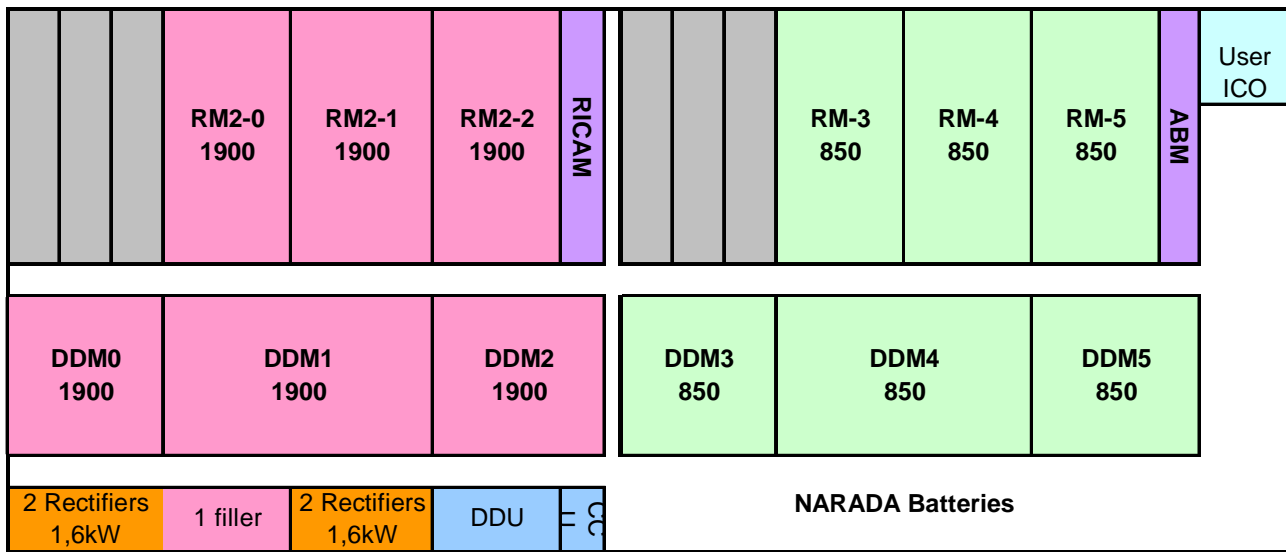 RM2-0
1900
RM2-1
1900
RM2-2
1900
RICAM
RM-3
850
RM-4
850
RM-5
850
ABM
User
ICO
DDM0
1900
DDM1
1900
DDM2
1900
DDM3
850
DDM4
850
DDM5
850
2 Rectifiers
1,6kW
1 filler
2 Rectifiers
1,6kW
DDU
CC
NARADA Batteries